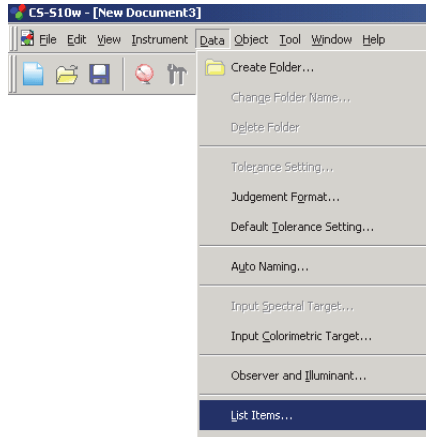 CS-S10w - [New Document3]
File Edit View Instrument Data Object Tool Window Help
Create Folder...
Change Folder Name...
Delete Folder
Tolerance Setting...
Judgement Format...
Default Tolerance Setting...
Auto Naming...
Input Spectral Target...
Input Colorimetric Target...
Observer and Illuminant...
List Items...